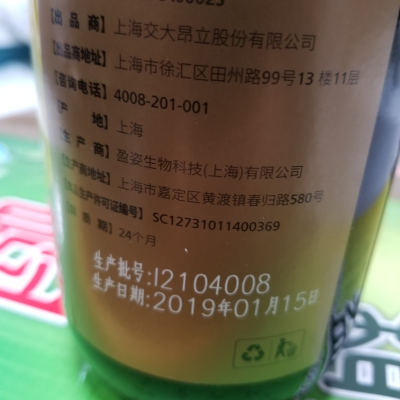 【出 品 商】上海交大昂立股份有限公司
【出品商地址】上海市徐汇区田州路99号13 楼11层
【咨询电话】4008-201-001
【产 地】上海
【生 产 商】盈姿生物科技(上海)有限公司
【生产商地址】上海市嘉定区黄渡镇春归路580号
生产许可证编号】SC12731011400369
质 期】24个月
生产批号:I2104008
生产日期:2019年01月15日